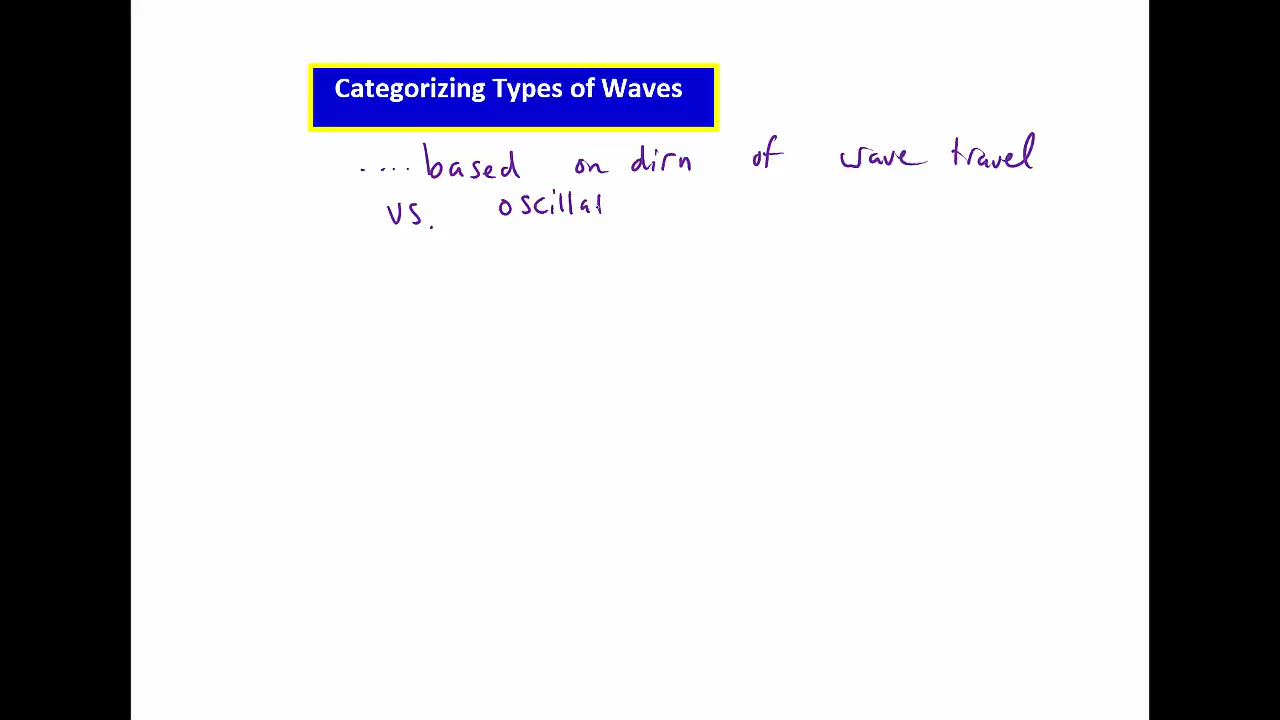 Categorizing Types of Waves
.... based on dirn of wave travel
vs. oscillat